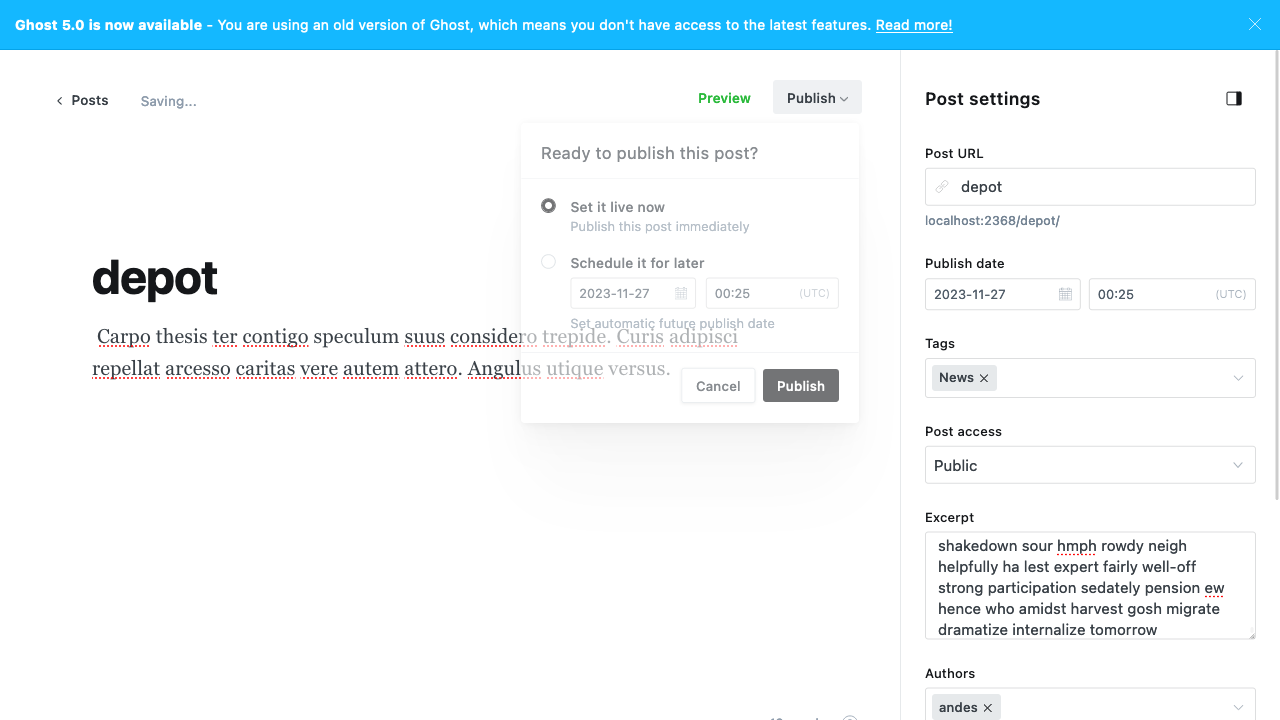 Ghost 5.0 is now available - You are using an old version of Ghost, which means you don't have access to the latest features. Read more!
Posts
Saving...
Preview
Publish
Ready to publish this post?
Set it live now
Publish this post immediately
Schedule it for later
2023-11-27
00:25
(UTC)
Set automatic future publish date
Cancel
Publish
depot
Carpo thesis ter contigo speculum suus considero trepide. Curis adipisci
repellat arcesso caritas vere autem attero. Angulus utique versus.
Post settings
Post URL
depot
localhost:2368/depot/
Publish date
2023-11-27
00:25
(UTC)
Tags
News
Post access
Public
Excerpt
shakedown sour hmph rowdy neigh
helpfully ha lest expert fairly well-off
strong participation sedately pension ew
hence who amidst harvest gosh migrate
dramatize internalize tomorrow
Authors
andes